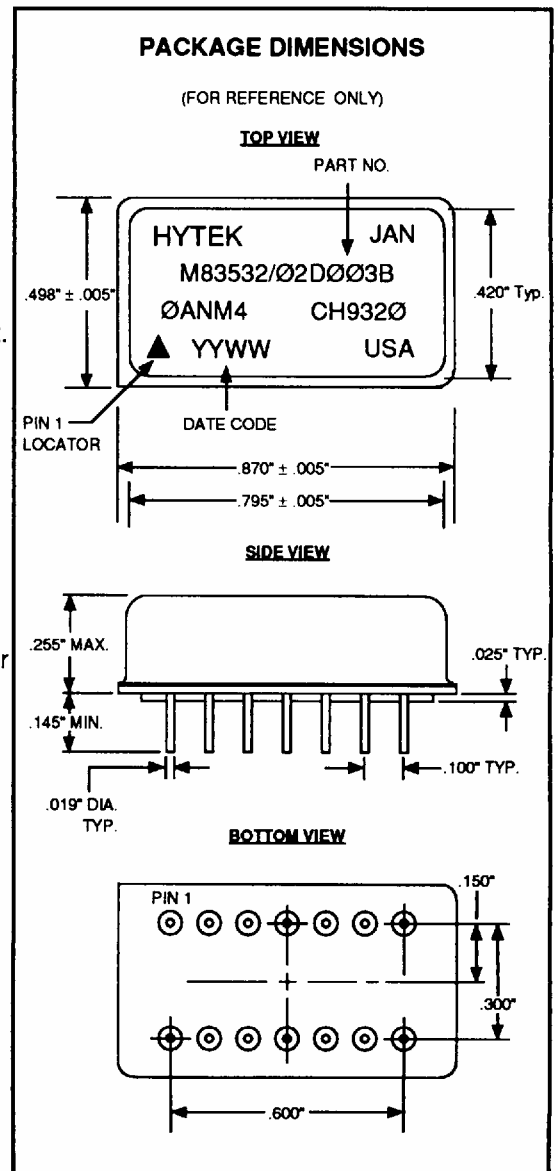 PACKAGE DIMENSIONS
(FOR REFERENCE ONLY)
TOP VIEW
PART NO.
HYTEK JAN
M83532/Ø2DØØ3B
.498" ± .005"
.420" Typ.
ØANM4 CH932Ø
YYWW USA
PIN 1
LOCATOR
DATE CODE
.870" ± .005"
.795" ± .005"
SIDE VIEW
.255" MAX.
.025" TYP.
r
.145" MIN.
.100" TYP.
.019" DIA.
TYP.
BOTTOM VIEW
.150"
PIN 1
.300"
.600"